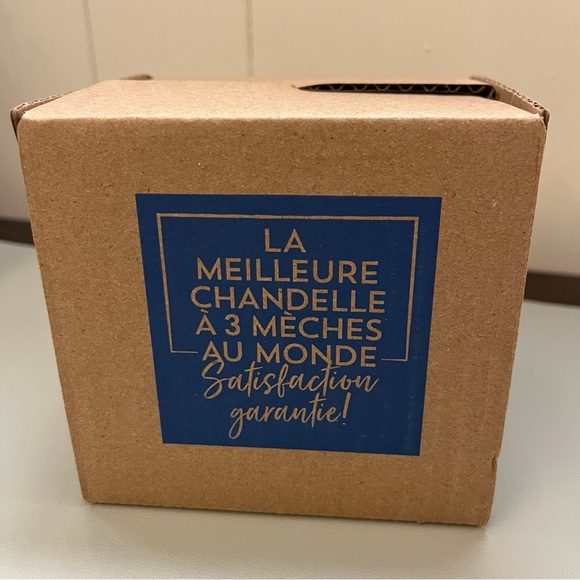 LA
MEILLEURE
CHANDELLE
À 3 MÈCHES
AU MONDE
Satisfaction
garantie!